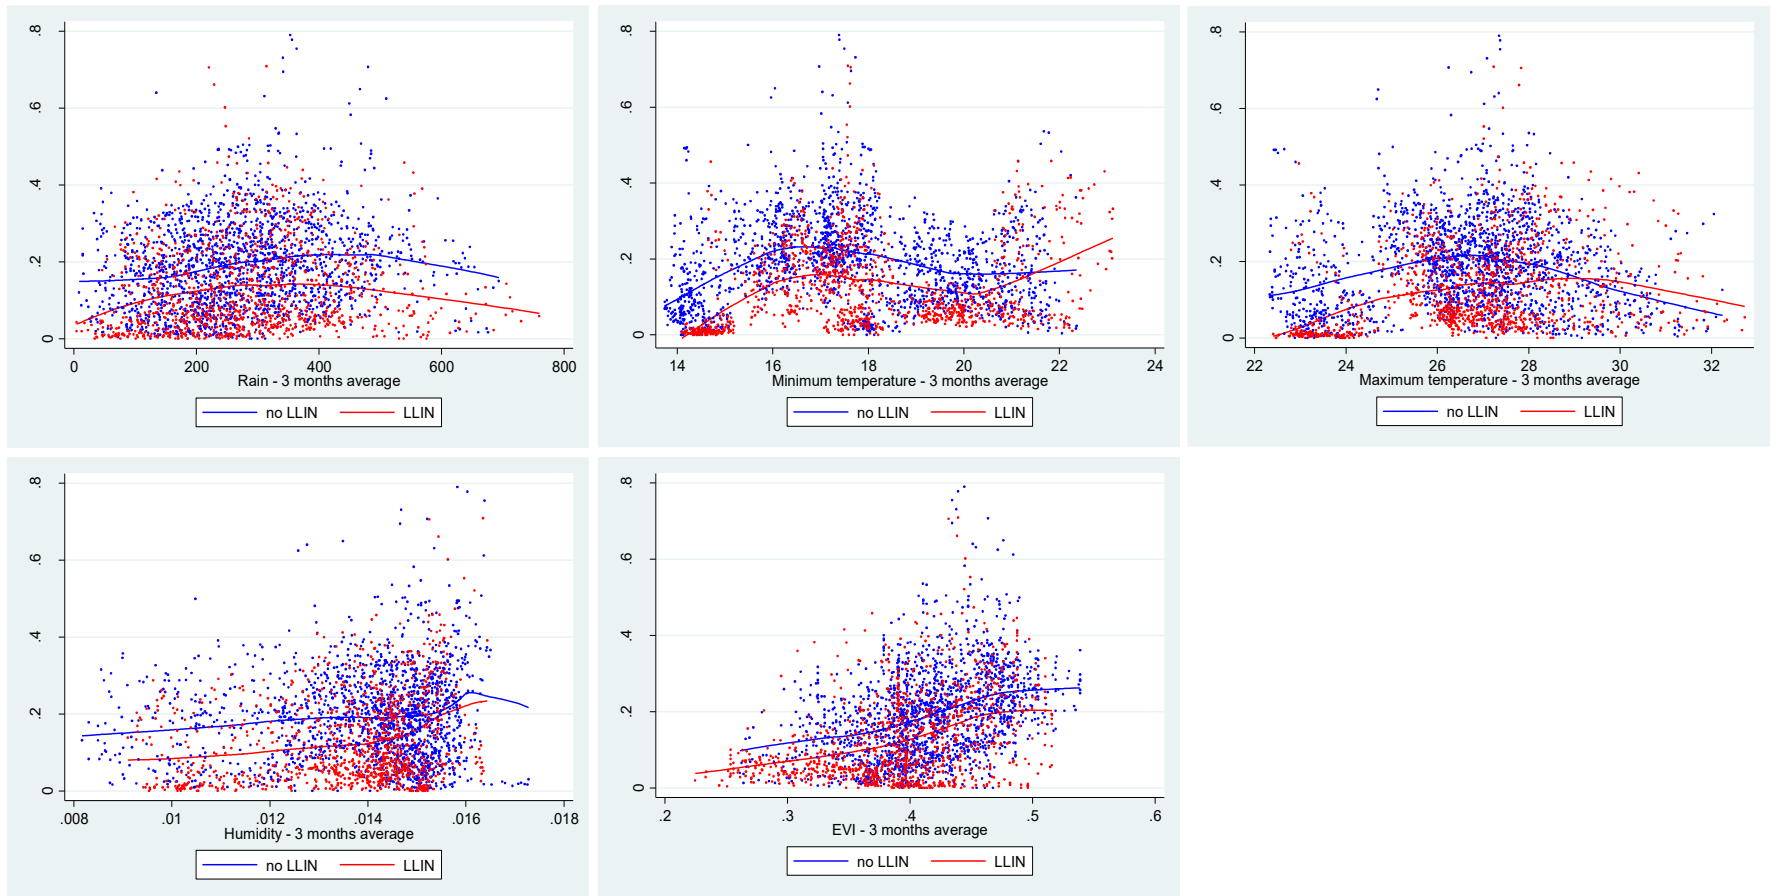 .8
.6
.4
.2
0
0 200 400 600 800
Rain - 3 months average
no LLIN LLIN
.8
.6
.4
.2
0
14 16 18 20 22 24
Minimum temperature - 3 months average
no LLIN LLIN
.8
.6
.4
.2
0
22 24 26 28 30 32
Maximum temperature - 3 months average
no LLIN LLIN
.8
.6
.4
.2
0
.008 .01 .012 .014 .016 .018
Humidity - 3 months average
no LLIN LLIN
.8
.6
.4
.2
0
.2 .3 .4 .5 .6
EVI - 3 months average
no LLIN LLIN